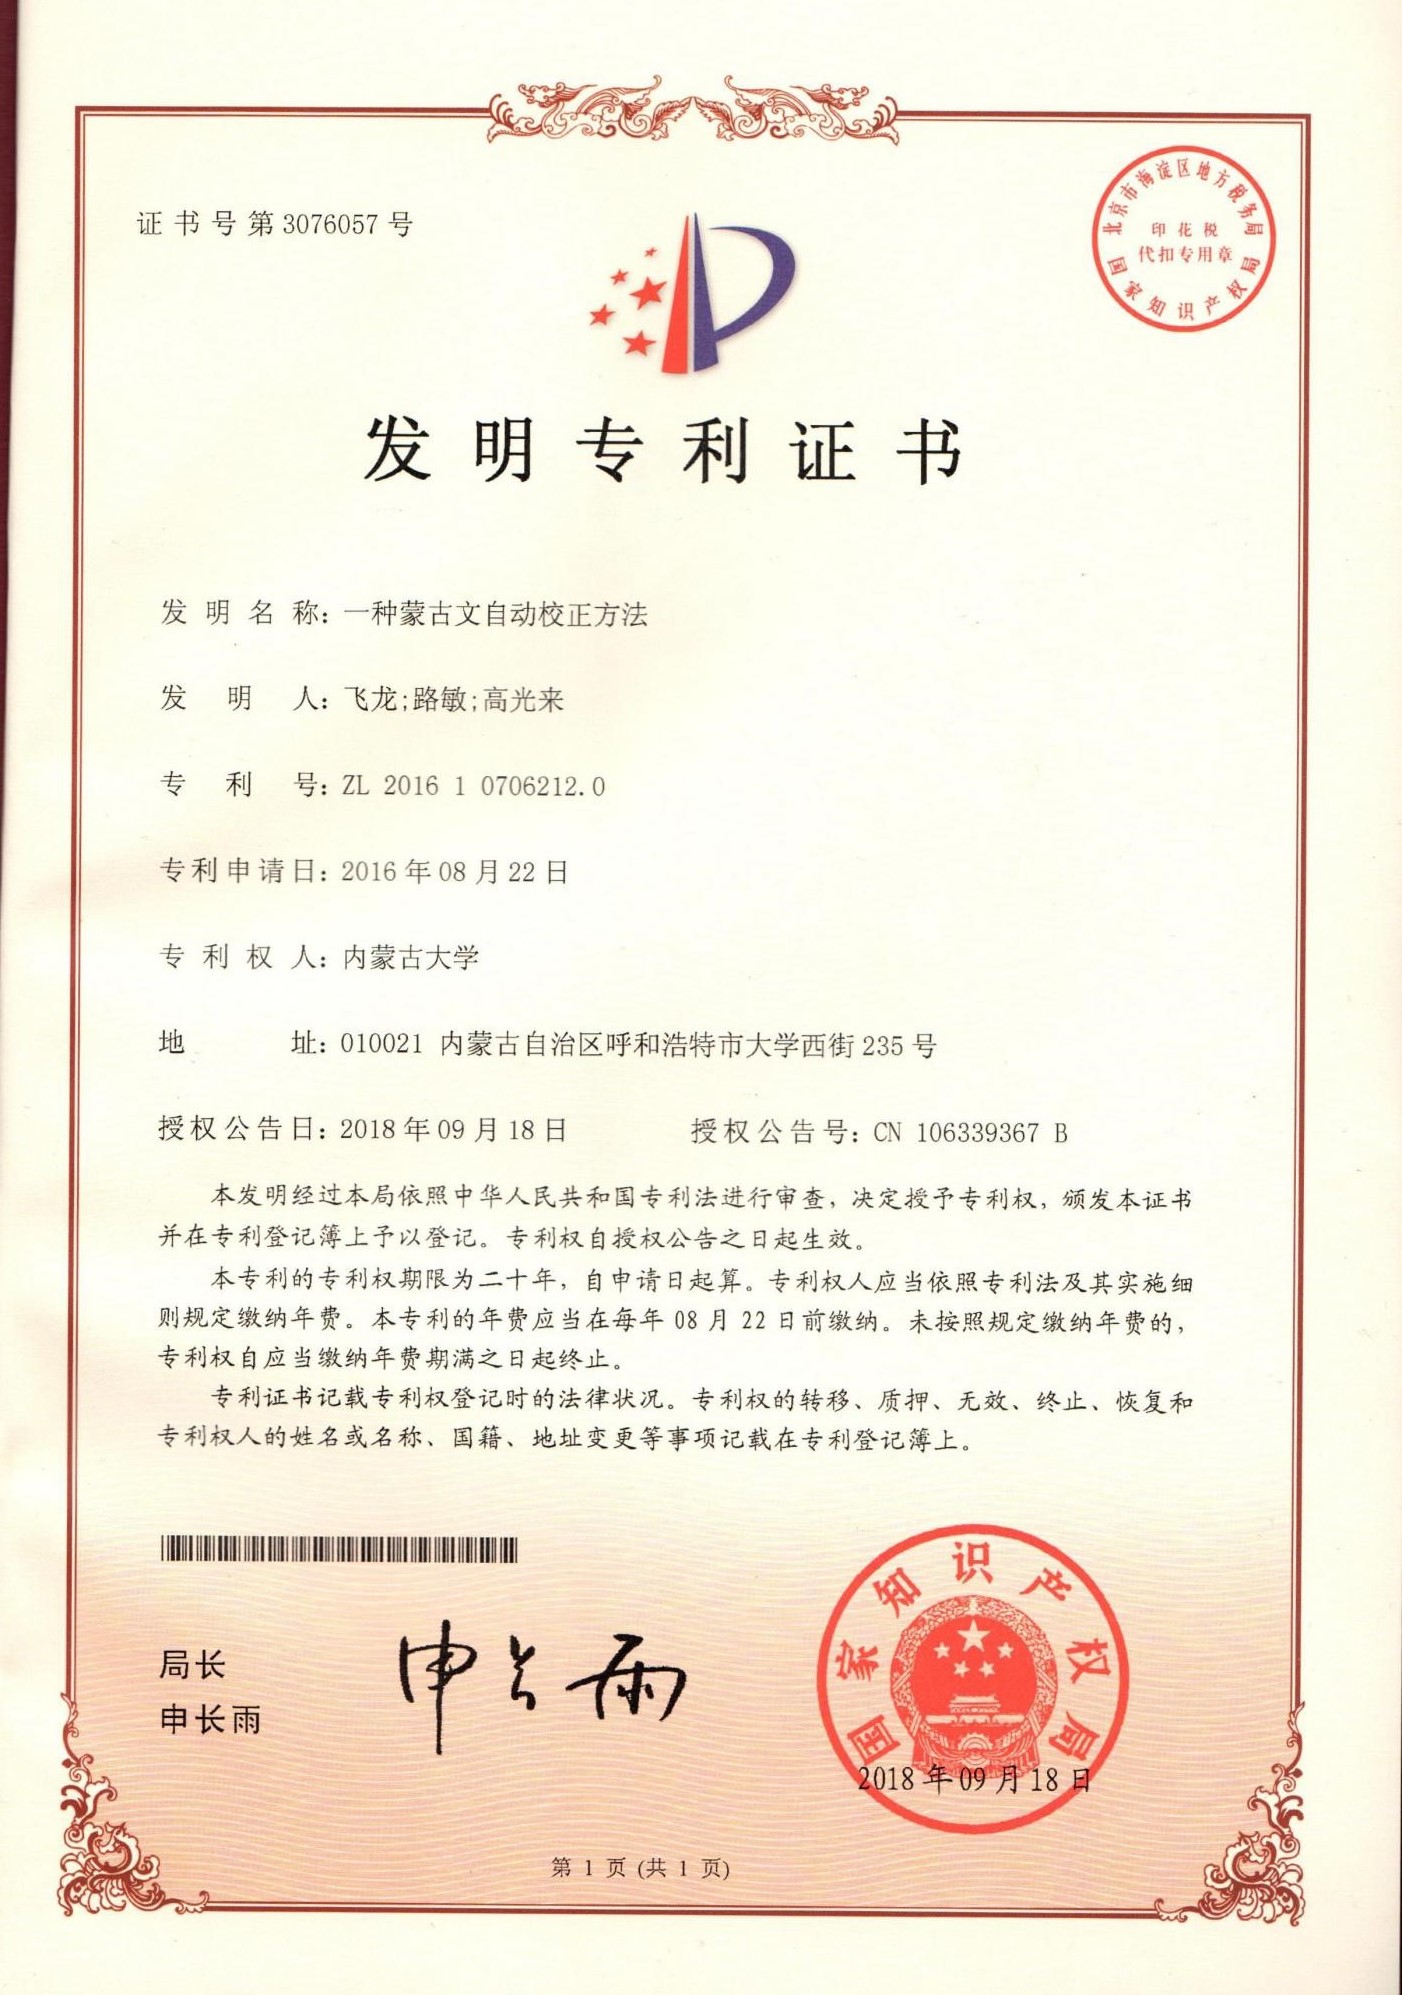 证书号第3076057号
北京市海淀区地方税务局
印花税
代扣专用章
国家知识产权局
发明专利证书
发明名称：一种蒙古文自动校正方法
发明人：飞龙;路敏;高光来
专利号：ZL 2016 1 0706212.0
专利申请日：2016年08月22日
专利权人：内蒙古大学
地址：010021 内蒙古自治区呼和浩特市大学西街235号
授权公告日：2018年09月18日 授权公告号：CN 106339367 B
本发明经过本局依照中华人民共和国专利法进行审查，决定授予专利权，颁发本证书
并在专利登记簿上予以登记。专利权自授权公告之日起生效。
本专利的专利权期限为二十年，自申请日起算。专利权人应当依照专利法及其实施细
则规定缴纳年费。本专利的年费应当在每年08月22日前缴纳。未按照规定缴纳年费的，
专利权自应当缴纳年费期满之日起终止。
专利证书记载专利权登记时的法律状况。专利权的转移、质押、无效、终止、恢复和
专利权人的姓名或名称、国籍、地址变更等事项记载在专利登记簿上。
局长
申长雨
申长雨
国家知识产权局
2018年09月18日
第 1 页 (共 1 页)